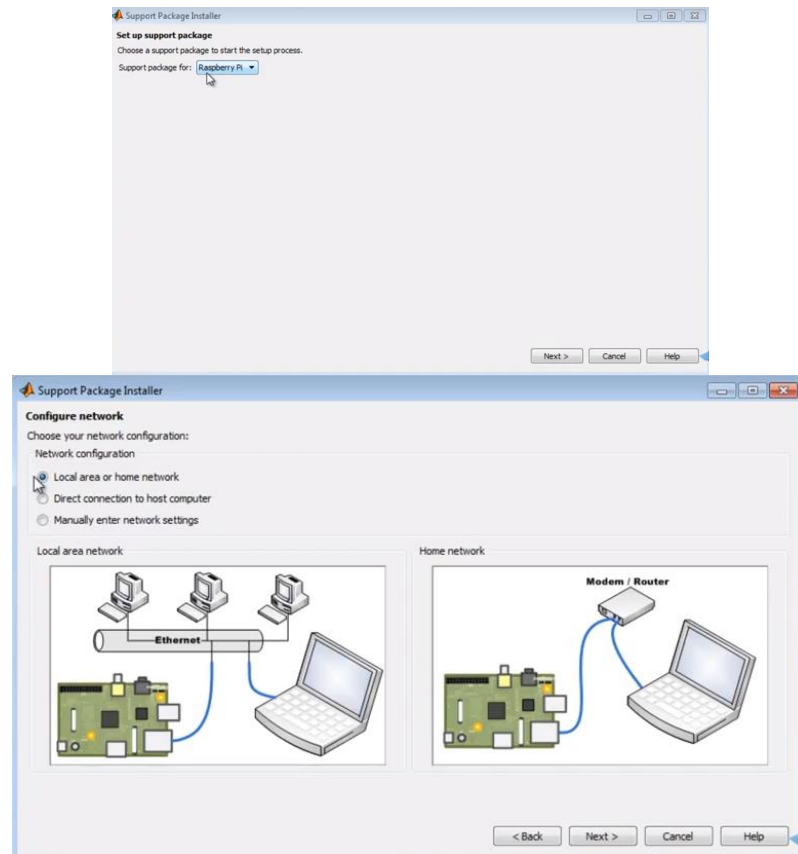 Support Package Installer
Set up support package
Choose a support package to start the setup process.
Support package for: Raspberry Pi
Next > Cancel Help
Support Package Installer
Configure network
Choose your network configuration:
Network configuration
Local area or home network
Direct connection to host computer
Manually enter network settings
Local area network Home network
Modem / Router
Ethernet
< Back Next > Cancel Help